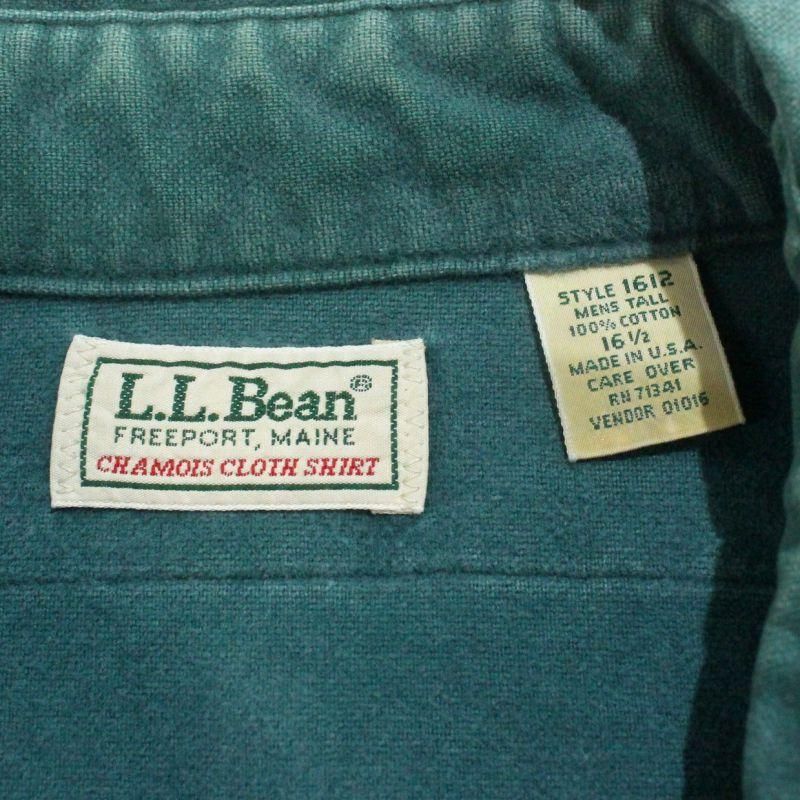 L.L.Bean®
FREEPORT, MAINE
CHAMOIS CLOTH SHIRT
STYLE 1612
MENS TALL
100% COTTON
16 1/2
MADE IN U.S.A.
CARE OVER
RN 71341
VENDOR 01016